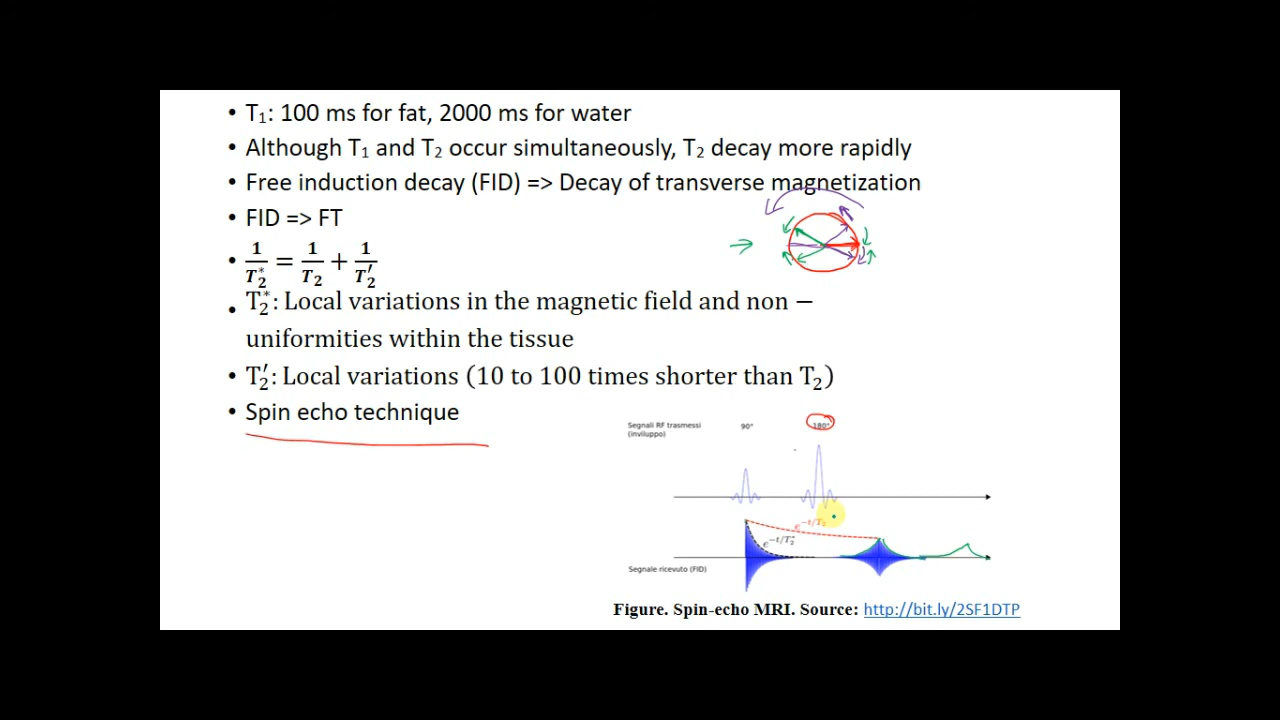 • T₁: 100 ms for fat, 2000 ms for water
• Although T₁ and T₂ occur simultaneously, T₂ decay more rapidly
• Free induction decay (FID) => Decay of transverse magnetization
• FID => FT
• 1/T₂* = 1/T₂ + 1/T₂′
• T₂*: Local variations in the magnetic field and non −
uniformities within the tissue
• T₂′: Local variations (10 to 100 times shorter than T₂)
• Spin echo technique
Segnali RF trasmessi
(inviluppo)
90°
180°
e^−t/T₂
e^−t/T₂*
Segnale ricevuto (FID)
Figure. Spin-echo MRI. Source: http://bit.ly/2SF1DTP